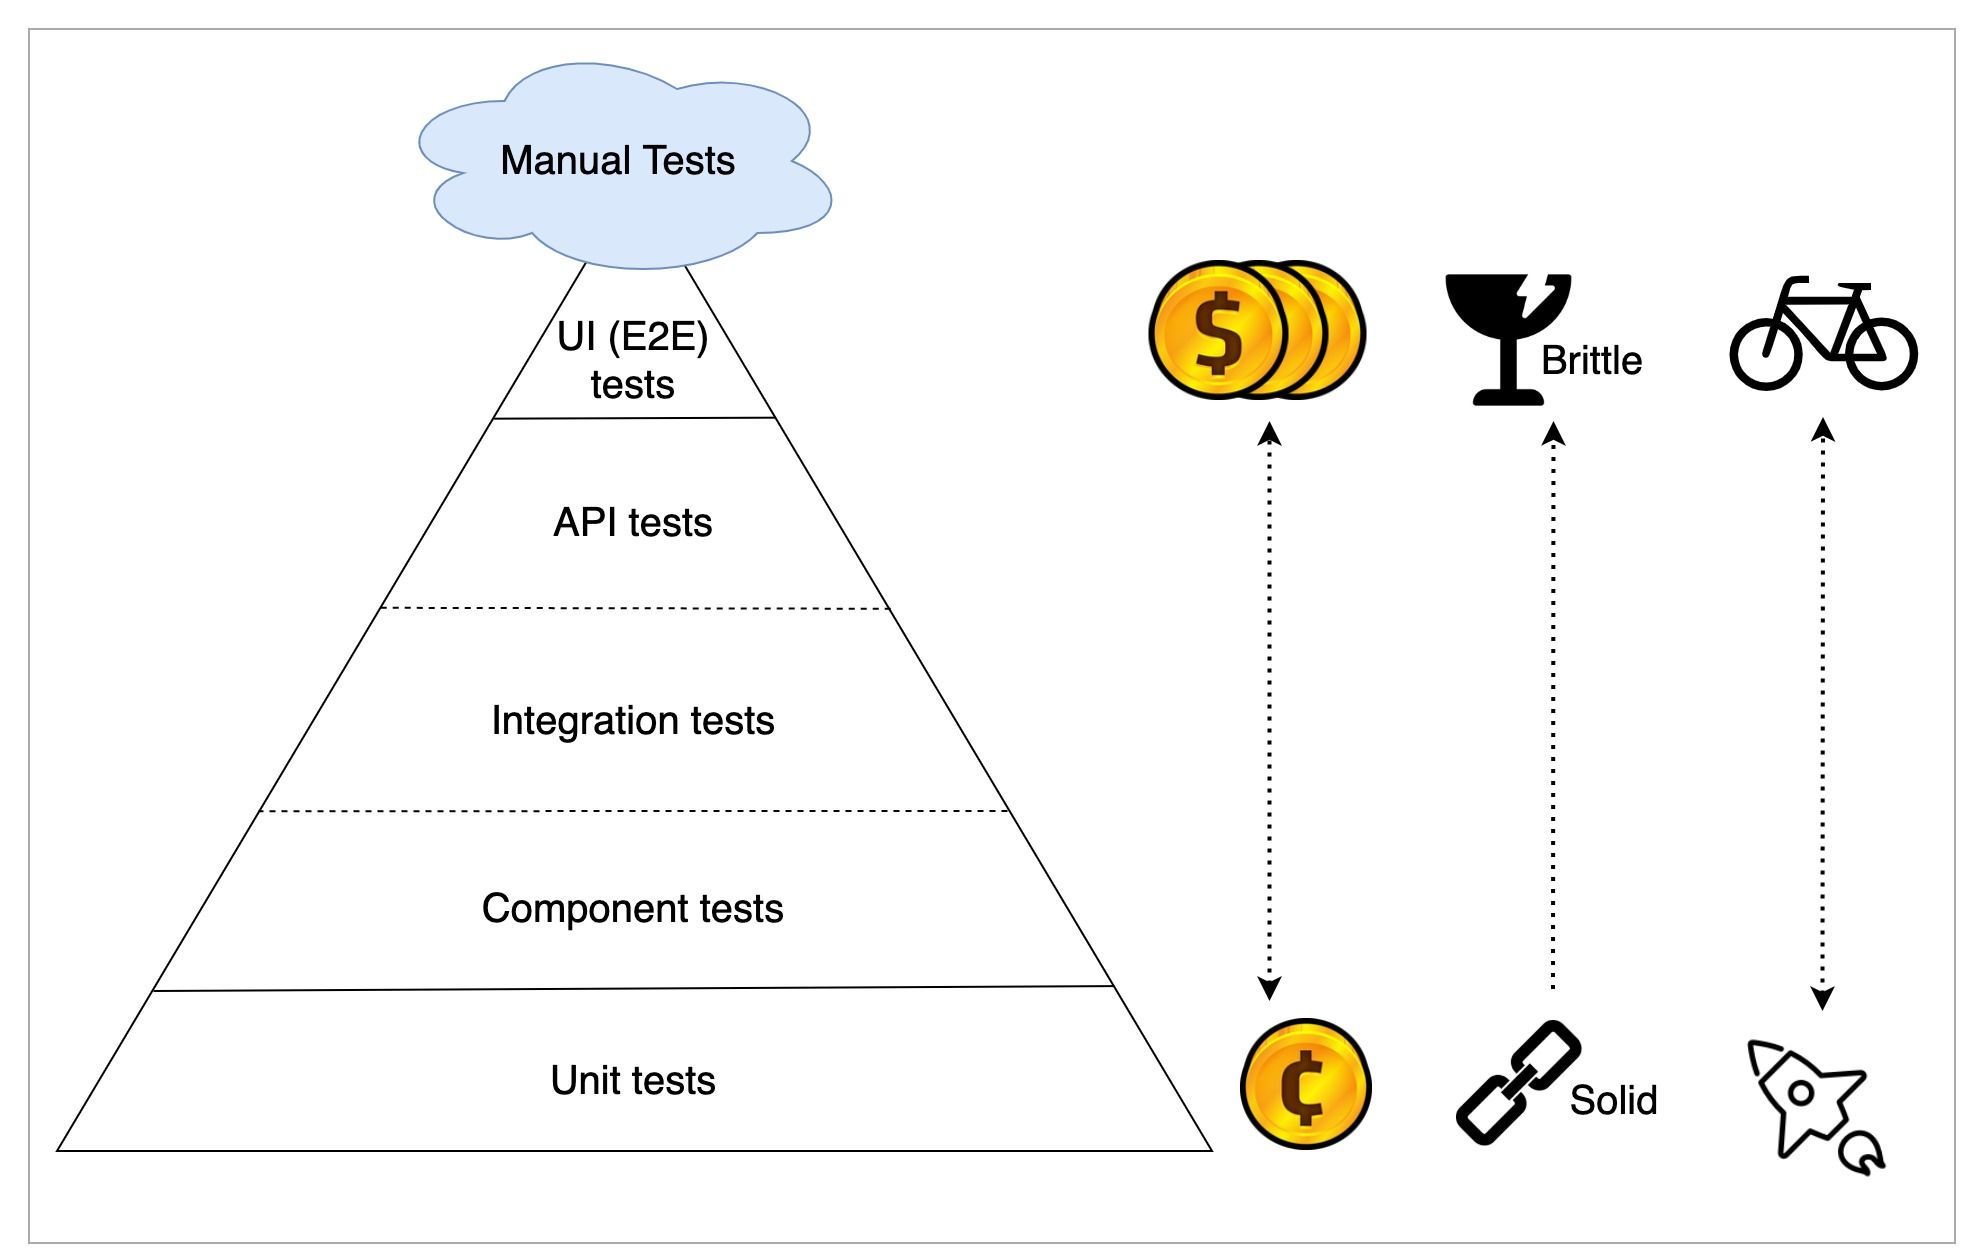 Manual Tests
UI (E2E)
tests
API tests
Integration tests
Component tests
Unit tests
$
Brittle
¢
Solid